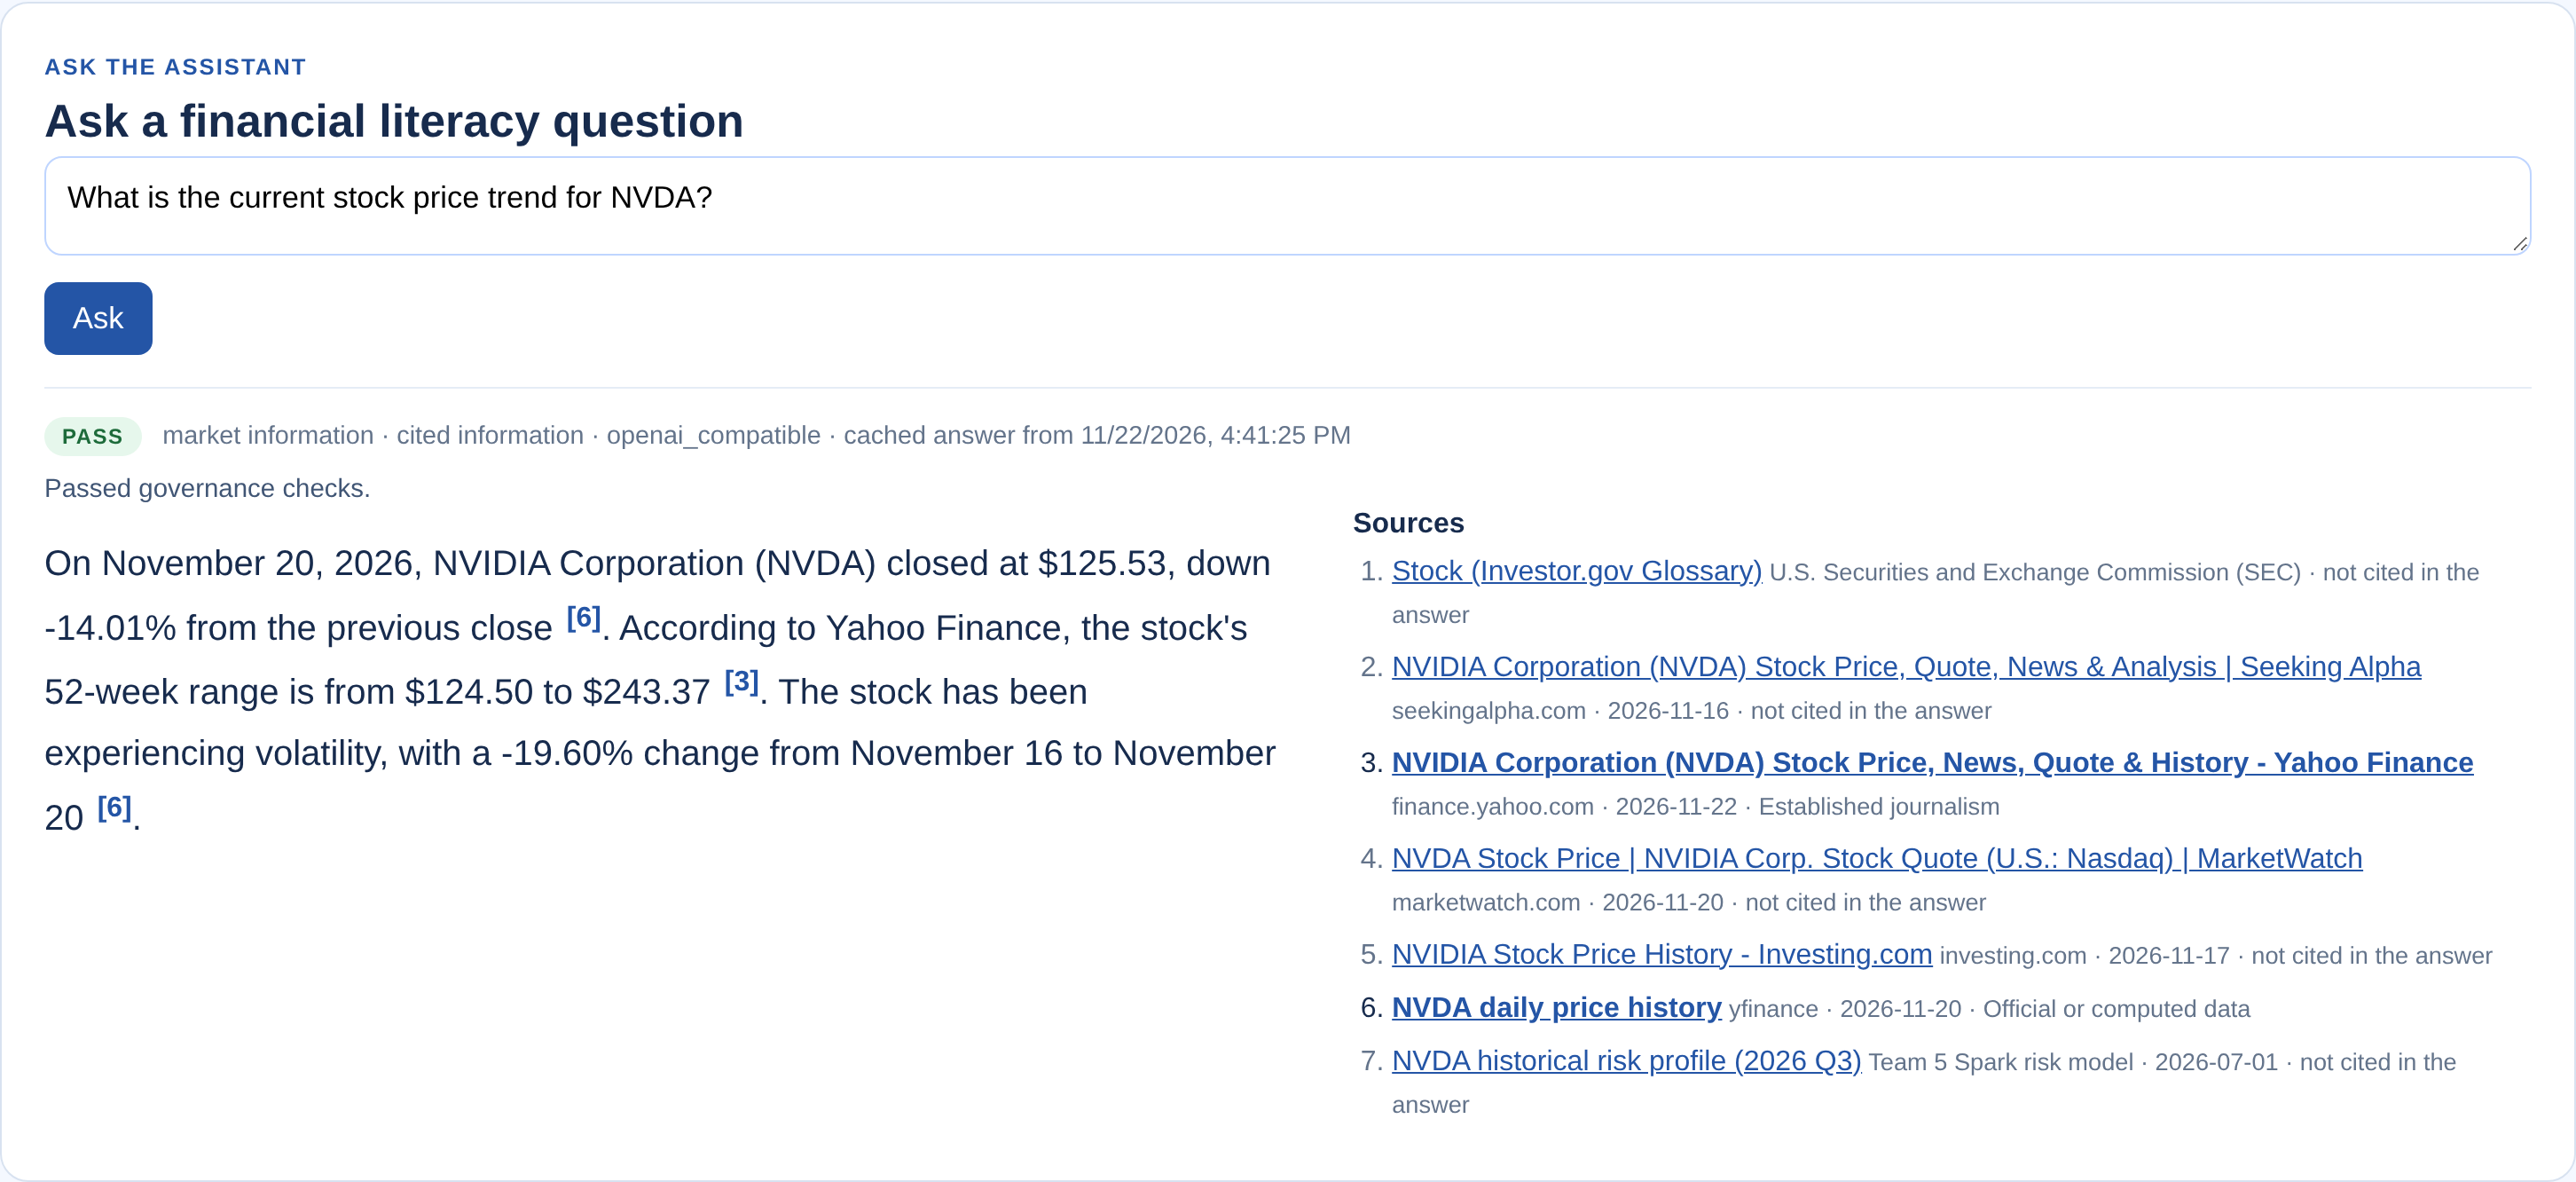 ASK THE ASSISTANT
Ask a financial literacy question
What is the current stock price trend for NVDA?
Ask
PASS market information · cited information · openai_compatible · cached answer from 11/22/2026, 4:41:25 PM
Passed governance checks.
On November 20, 2026, NVIDIA Corporation (NVDA) closed at $125.53, down
-14.01% from the previous close [6]. According to Yahoo Finance, the stock's
52-week range is from $124.50 to $243.37 [3]. The stock has been
experiencing volatility, with a -19.60% change from November 16 to November
20 [6].
Sources
1. Stock (Investor.gov Glossary) U.S. Securities and Exchange Commission (SEC) · not cited in the
answer
2. NVIDIA Corporation (NVDA) Stock Price, Quote, News & Analysis | Seeking Alpha
seekingalpha.com · 2026-11-16 · not cited in the answer
3. NVIDIA Corporation (NVDA) Stock Price, News, Quote & History - Yahoo Finance
finance.yahoo.com · 2026-11-22 · Established journalism
4. NVDA Stock Price | NVIDIA Corp. Stock Quote (U.S.: Nasdaq) | MarketWatch
marketwatch.com · 2026-11-20 · not cited in the answer
5. NVIDIA Stock Price History - Investing.com investing.com · 2026-11-17 · not cited in the answer
6. NVDA daily price history yfinance · 2026-11-20 · Official or computed data
7. NVDA historical risk profile (2026 Q3) Team 5 Spark risk model · 2026-07-01 · not cited in the
answer